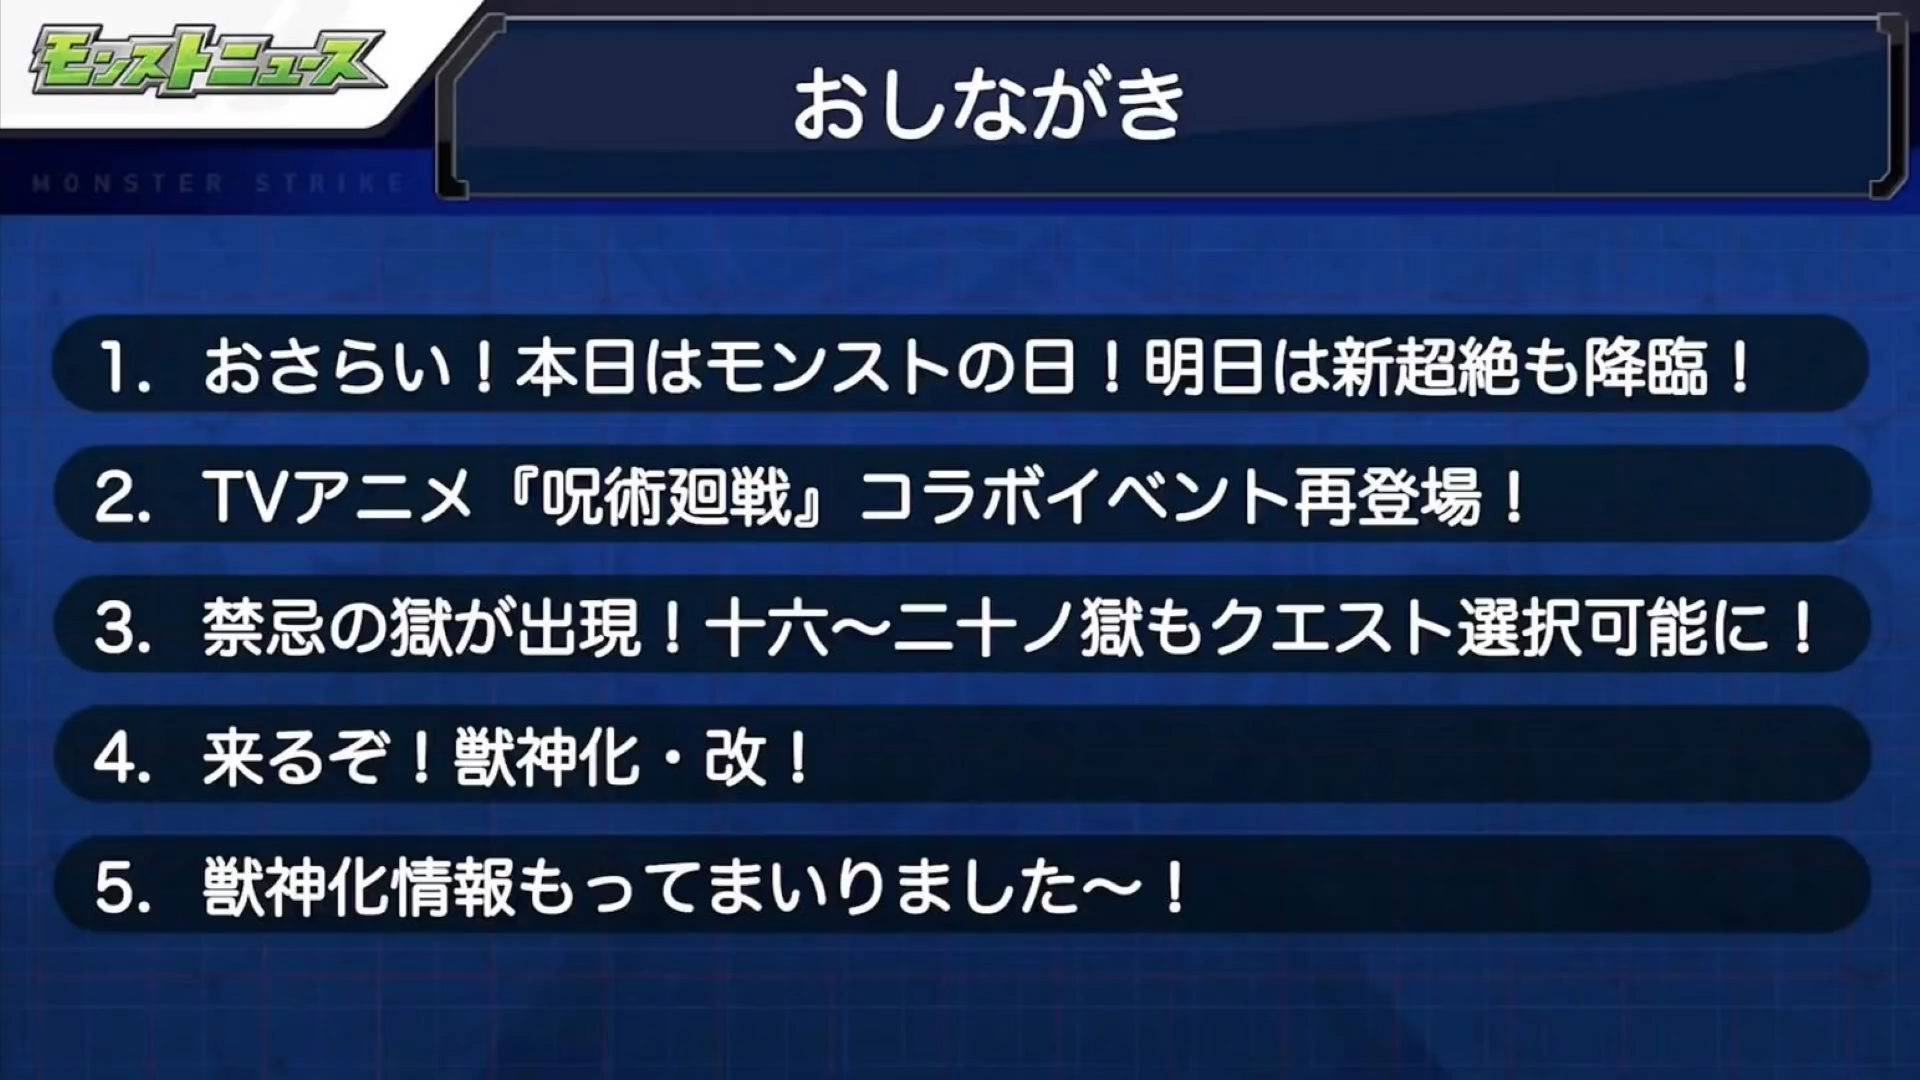 モンストニュース
おしながき
MONSTER STRIKE
1. おさらい！本日はモンストの日！明日は新超絶も降臨！
2. TVアニメ『呪術廻戦』コラボイベント再登場！
3. 禁忌の獄が出現！十六～二十ノ獄もクエスト選択可能に！
4. 来るぞ！獣神化・改！
5. 獣神化情報もってまいりました～！